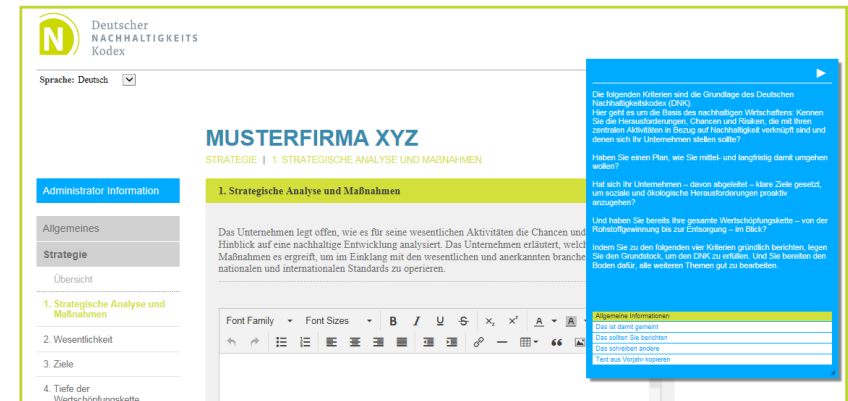 N
Deutscher
NACHHALTIGKEITS
Kodex
Sprache: Deutsch
MUSTERFIRMA XYZ
STRATEGIE | 1. STRATEGISCHE ANALYSE UND MAßNAHMEN
Administrator Information
Allgemeines
Strategie
Übersicht
1. Strategische Analyse und
Maßnahmen
2. Wesentlichkeit
3. Ziele
4. Tiefe der
Wertschöpfungskette
1. Strategische Analyse und Maßnahmen
Das Unternehmen legt offen, wie es für seine wesentlichen Aktivitäten die Chancen und
Hinblick auf eine nachhaltige Entwicklung analysiert. Das Unternehmen erläutert, welch
Maßnahmen es ergreift, um im Einklang mit den wesentlichen und anerkannten branche
nationalen und internationalen Standards zu operieren.
Font Family Font Sizes B I U S X₂ X² A A
Die folgenden Kriterien sind die Grundlage des Deutschen
Nachhaltigkeitskodex (DNK).
Hier geht es um die Basis des nachhaltigen Wirtschaftens: Kennen
Sie die Herausforderungen, Chancen und Risiken, die mit Ihren
zentralen Aktivitäten in Bezug auf Nachhaltigkeit verknüpft sind und
denen sich Ihr Unternehmen stellen sollte?
Haben Sie einen Plan, wie Sie mittel- und langfristig damit umgehen
wollen?
Hat sich Ihr Unternehmen – davon abgeleitet – klare Ziele gesetzt,
um soziale und ökologische Herausforderungen proaktiv
anzugehen?
Und haben Sie bereits Ihre gesamte Wertschöpfungskette – von der
Rohstoffgewinnung bis zur Entsorgung – im Blick?
Indem Sie zu den folgenden vier Kriterien gründlich berichten, legen
Sie den Grundstock, um den DNK zu erfüllen. Und Sie bereiten den
Boden dafür, alle weiteren Themen gut zu bearbeiten.
Allgemeine Informationen
Das ist damit gemeint
Das sollten Sie berichten
Das schreiben andere
Text aus Vorjahr kopieren